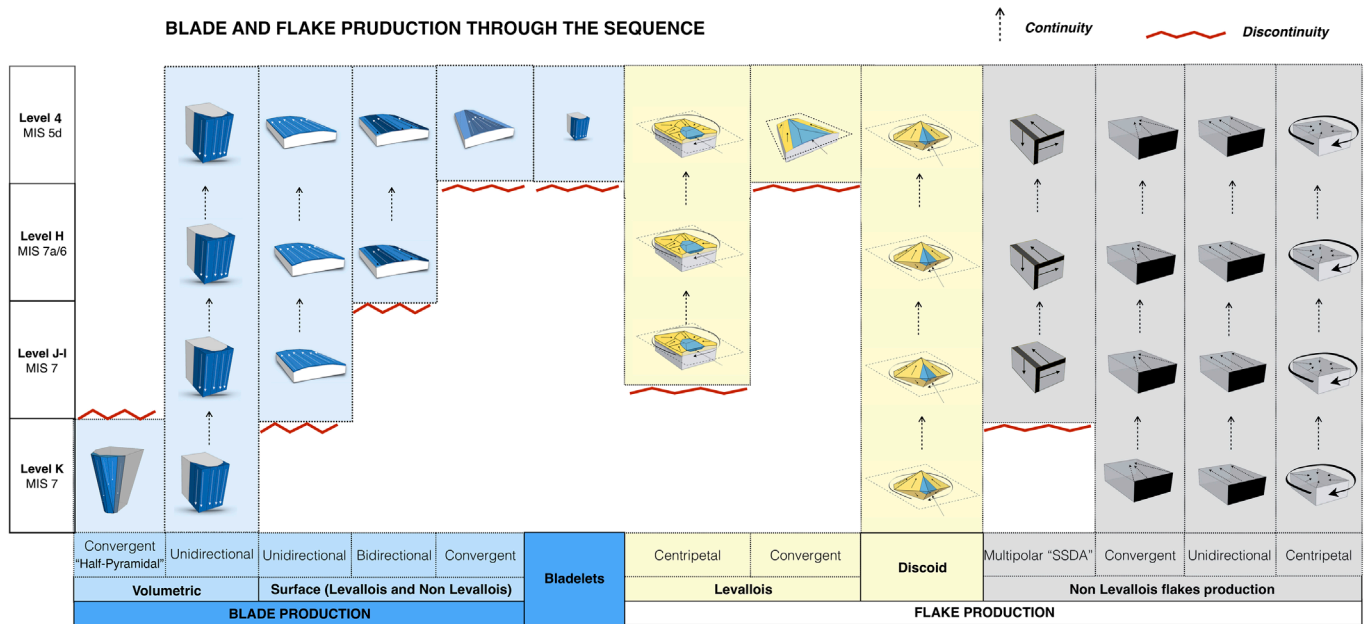 BLADE AND FLAKE PRUDUCTION THROUGH THE SEQUENCE
Continuity
Discontinuity
Level 4
MIS 5d
Level H
MIS 7a/6
Level J-I
MIS 7
Level K
MIS 7
Convergent
"Half-Pyramidal"
Unidirectional
Unidirectional
Bidirectional
Convergent
Bladelets
Centripetal
Convergent
Discoid
Multipolar "SSDA"
Convergent
Unidirectional
Centripetal
Volumetric
Surface (Levallois and Non Levallois)
Levallois
Non Levallois flakes production
BLADE PRODUCTION
FLAKE PRODUCTION